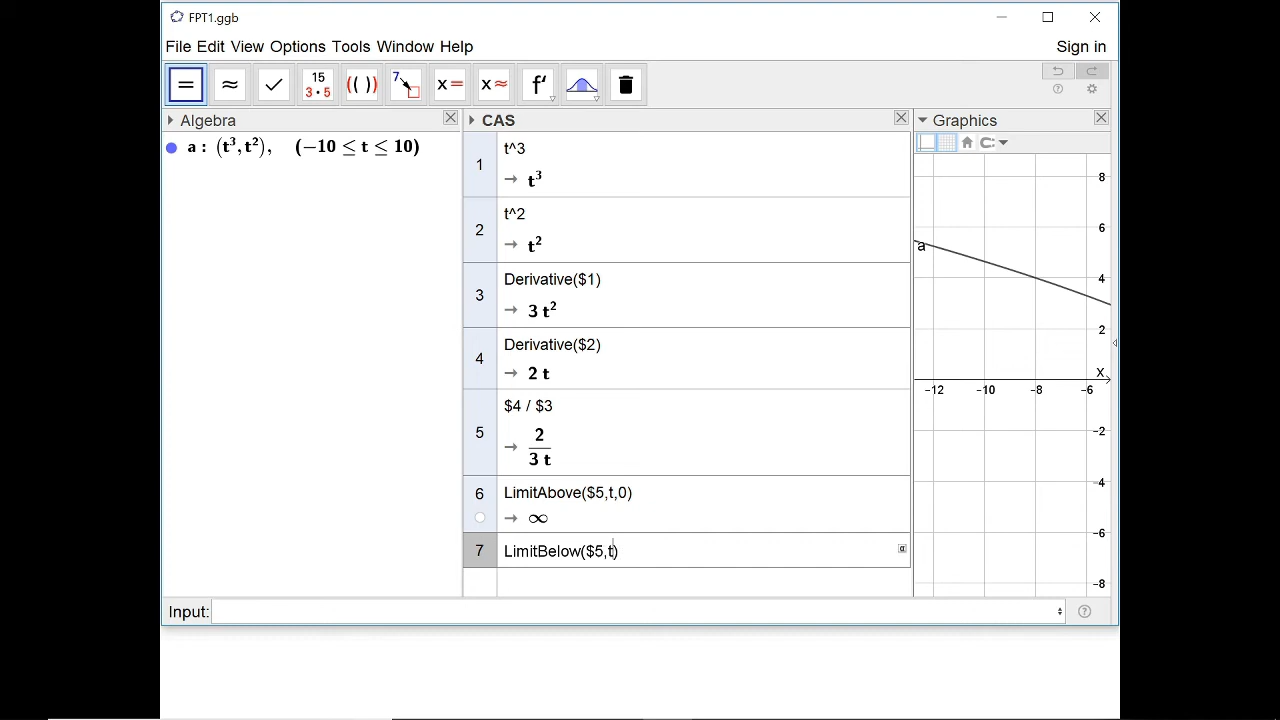 FPT1.ggb
File Edit View Options Tools Window Help
Sign in
= ≈ ✓ 15 3·5 (( )) 7 x= x≈ f'
Algebra
a : (t³, t²), (−10 ≤ t ≤ 10)
CAS
1
t^3
→ t³
2
t^2
→ t²
3
Derivative($1)
→ 3 t²
4
Derivative($2)
→ 2 t
5
$4 / $3
→ 2
3 t
6
LimitAbove($5,t,0)
→ ∞
7
LimitBelow($5,t)
α
Graphics
8
6
a
4
2
x
−12 −10 −8 −6
−2
−4
−6
−8
Input: